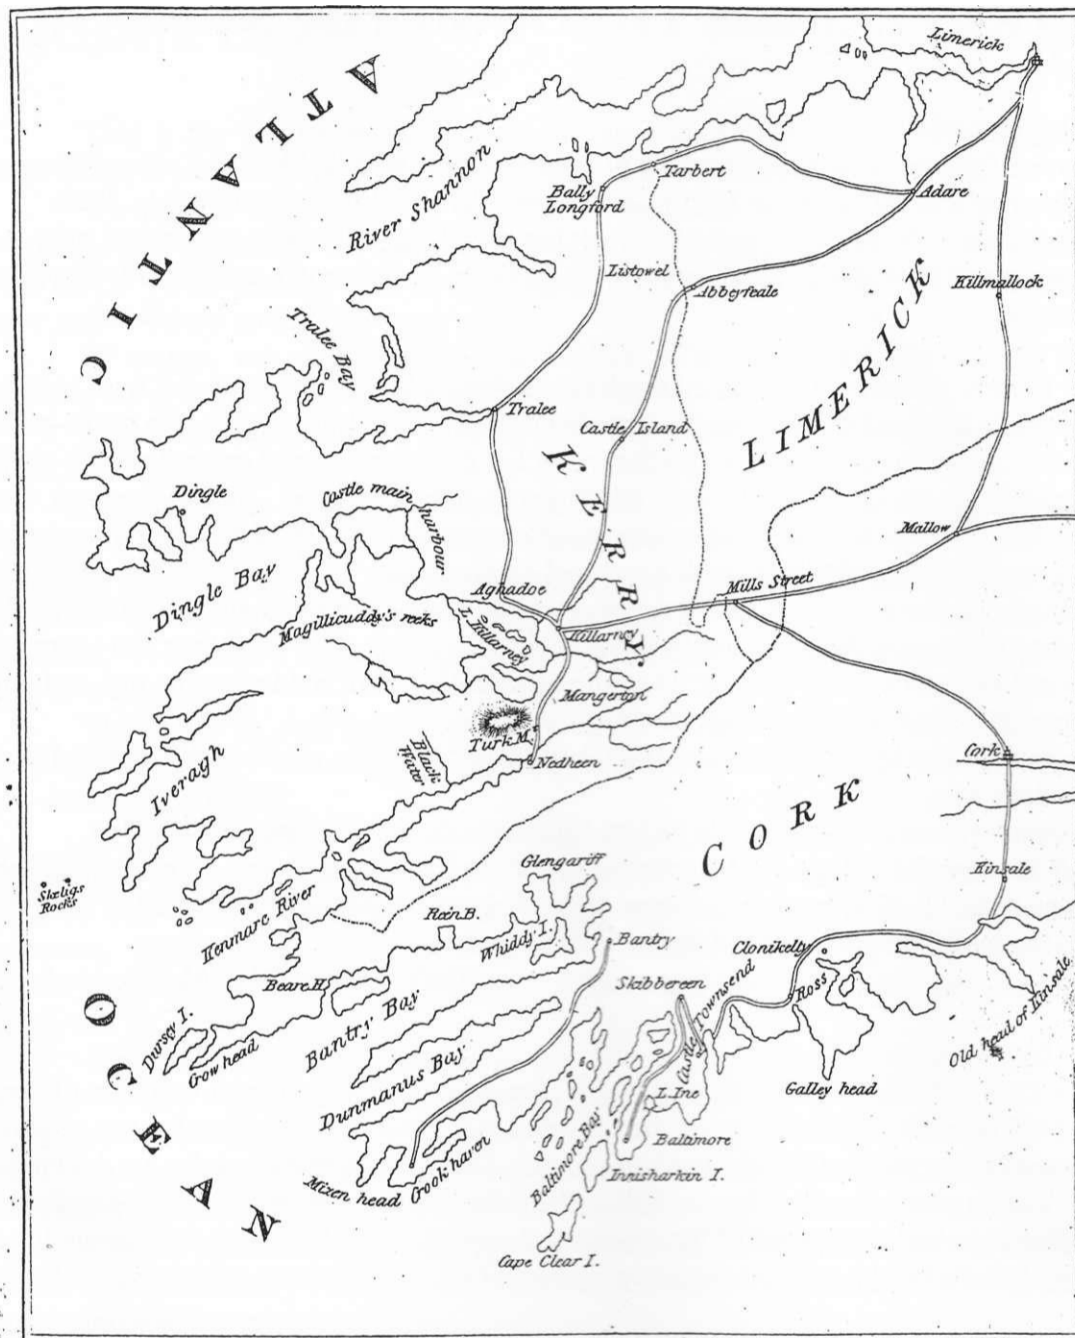 ATLANTIC
OCEAN
Limerick
River Shannon
Bally
Longford
Tarbert
Adare
Listowel
Abbeyfeale
Killmallock
LIMERICK
Tralee Bay
Tralee
Castle Island
KERRY.
Dingle
Castle main
harbour
Mallow
Dingle Bay
Aghadoe
Mills Street
Magillicuddy's reeks
L. Killarney
Killarney
Mangerton
Turk M.
Black
Water
Nedheen
Cork
Iveragh
CORK
Skeligs
Rocks
Kenmare River
Glengariff
Kinsale
Roin B.
Whiddy I.
Bantry
Clonikelty
Beare H.
Skibbereen
Castle Townsend
Ross
Old head of Kinsale
Dursey I.
Crow head
Bantry Bay
Galley head
Dunmanus Bay
L. Ine
Baltimore
Baltimore Bay
Mizen head
Crook haven
Innisharkin I.
Cape Clear I.